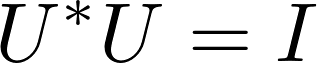 U*U = I